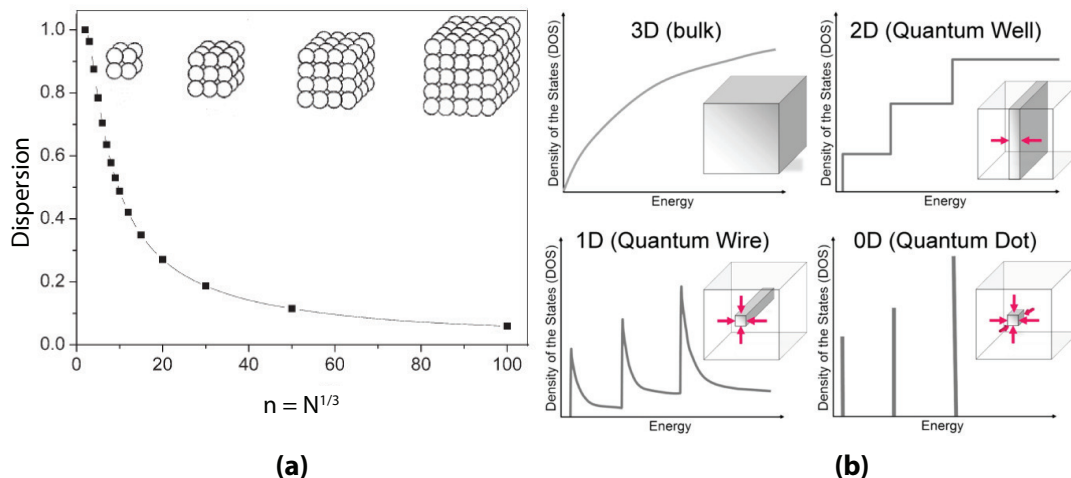 1.0
0.8
0.6
0.4
0.2
0.0
Dispersion
0
20
40
60
80
100
n = N^{1/3}
(a)
3D (bulk)
Density of the States (DOS)
Energy
2D (Quantum Well)
Density of the States (DOS)
Energy
1D (Quantum Wire)
Density of the States (DOS)
Energy
0D (Quantum Dot)
Density of the States (DOS)
Energy
(b)